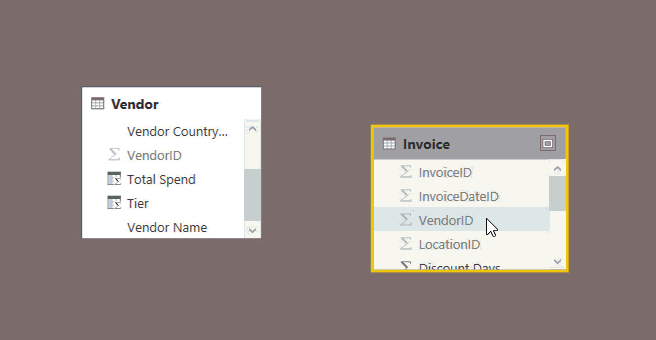 Vendor
Vendor Country...
VendorID
Total Spend
Tier
Vendor Name
Invoice
InvoiceID
InvoiceDateID
VendorID
LocationID
Discount Days